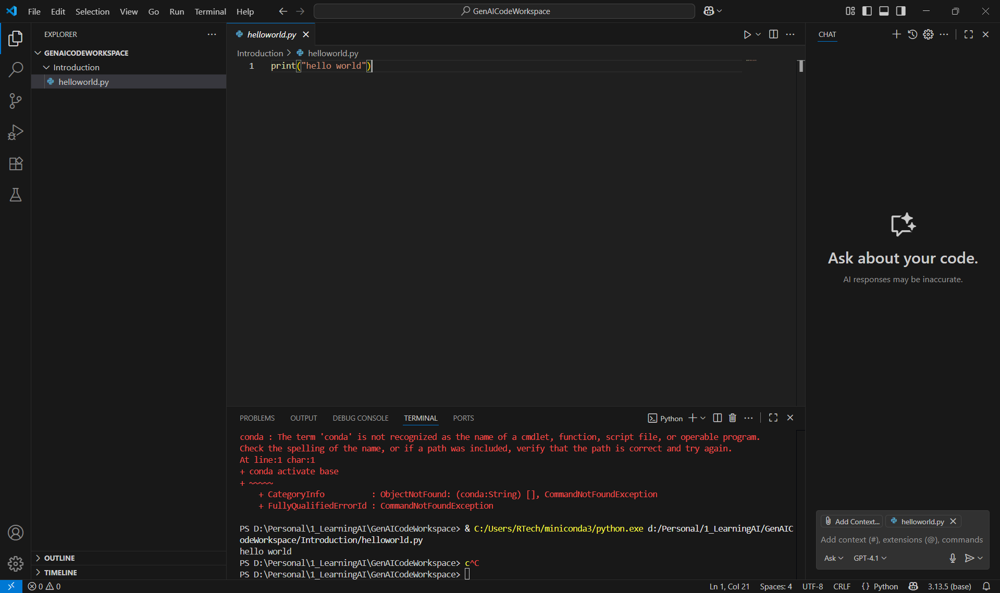 File Edit Selection View Go Run Terminal Help
GenAICodeWorkspace
EXPLORER
GENAICODEWORKSPACE
Introduction
helloworld.py
OUTLINE
TIMELINE
helloworld.py
Introduction > helloworld.py
1 print("hello world")
PROBLEMS OUTPUT DEBUG CONSOLE TERMINAL PORTS
Python
conda : The term 'conda' is not recognized as the name of a cmdlet, function, script file, or operable program.
Check the spelling of the name, or if a path was included, verify that the path is correct and try again.
At line:1 char:1
+ conda activate base
+ ~~~~~
    + CategoryInfo          : ObjectNotFound: (conda:String) [], CommandNotFoundException
    + FullyQualifiedErrorId : CommandNotFoundException
PS D:\Personal\1_LearningAI\GenAICodeWorkspace> & C:/Users/RTech/miniconda3/python.exe d:/Personal/1_LearningAI/GenAIC
odeWorkspace/Introduction/helloworld.py
hello world
PS D:\Personal\1_LearningAI\GenAICodeWorkspace> c^C
PS D:\Personal\1_LearningAI\GenAICodeWorkspace>
CHAT
Ask about your code.
AI responses may be inaccurate.
Add Context... helloworld.py
Add context (#), extensions (@), commands
Ask GPT-4.1
0 0
Ln 1, Col 21 Spaces: 4 UTF-8 CRLF {} Python 3.13.5 (base)